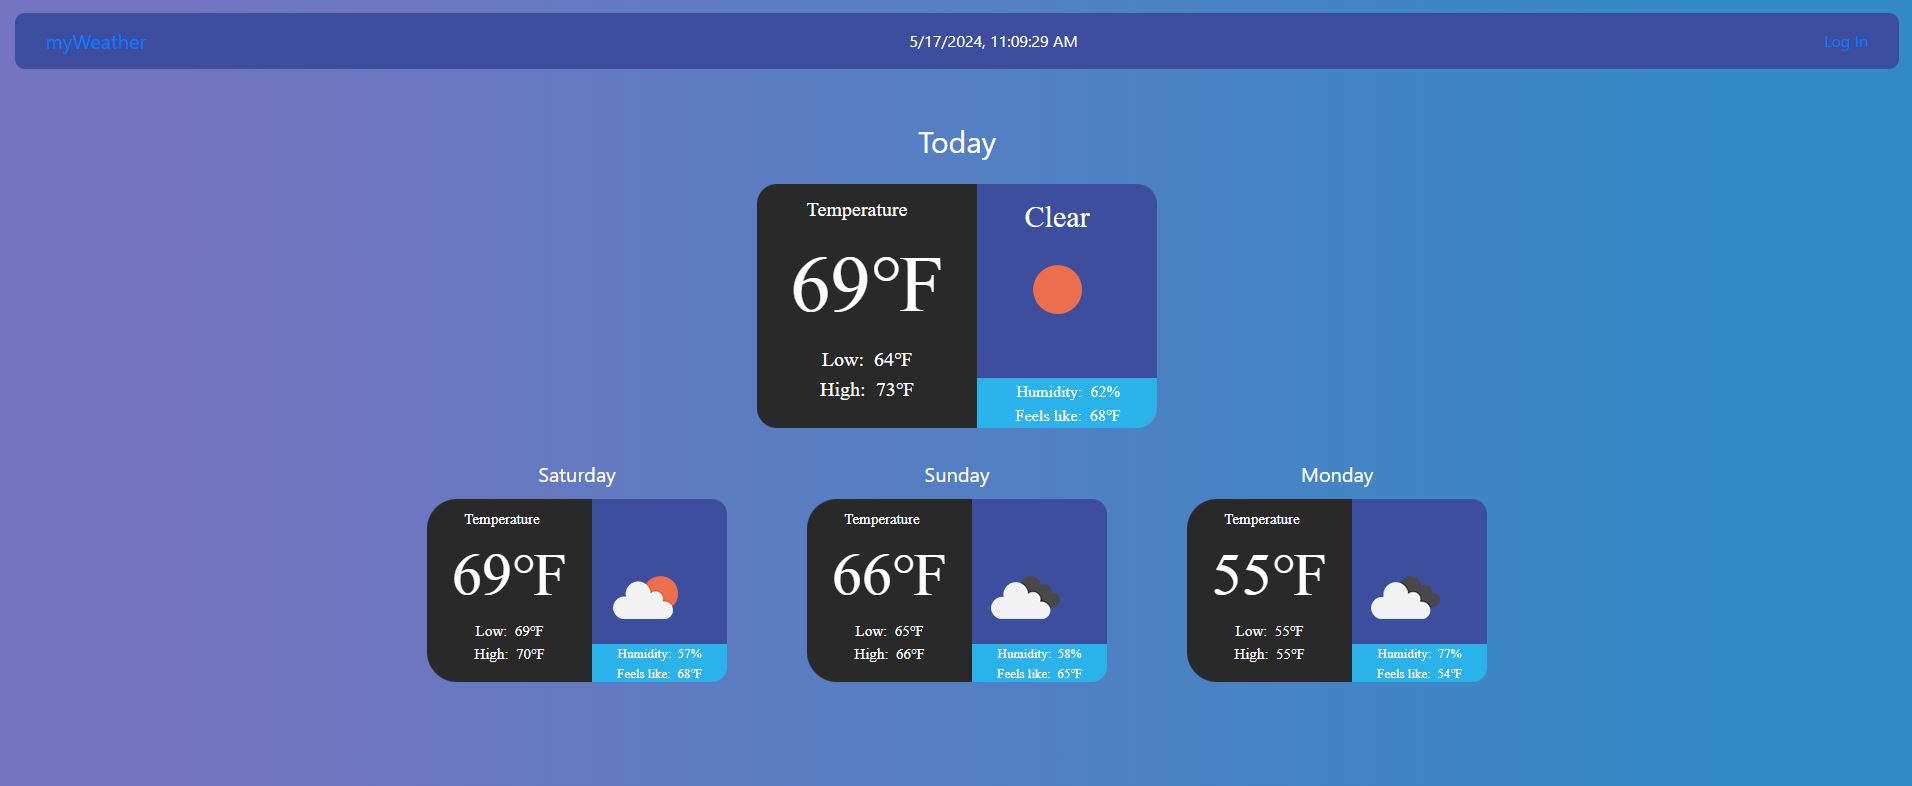 myWeather
5/17/2024, 11:09:29 AM
Log In
Today
Temperature
69°F
Low: 64°F
High: 73°F
Clear
Humidity: 62%
Feels like: 68°F
Saturday
Temperature
69°F
Low: 69°F
High: 70°F
Humidity: 57%
Feels like: 68°F
Sunday
Temperature
66°F
Low: 65°F
High: 66°F
Humidity: 58%
Feels like: 65°F
Monday
Temperature
55°F
Low: 55°F
High: 55°F
Humidity: 77%
Feels like: 54°F